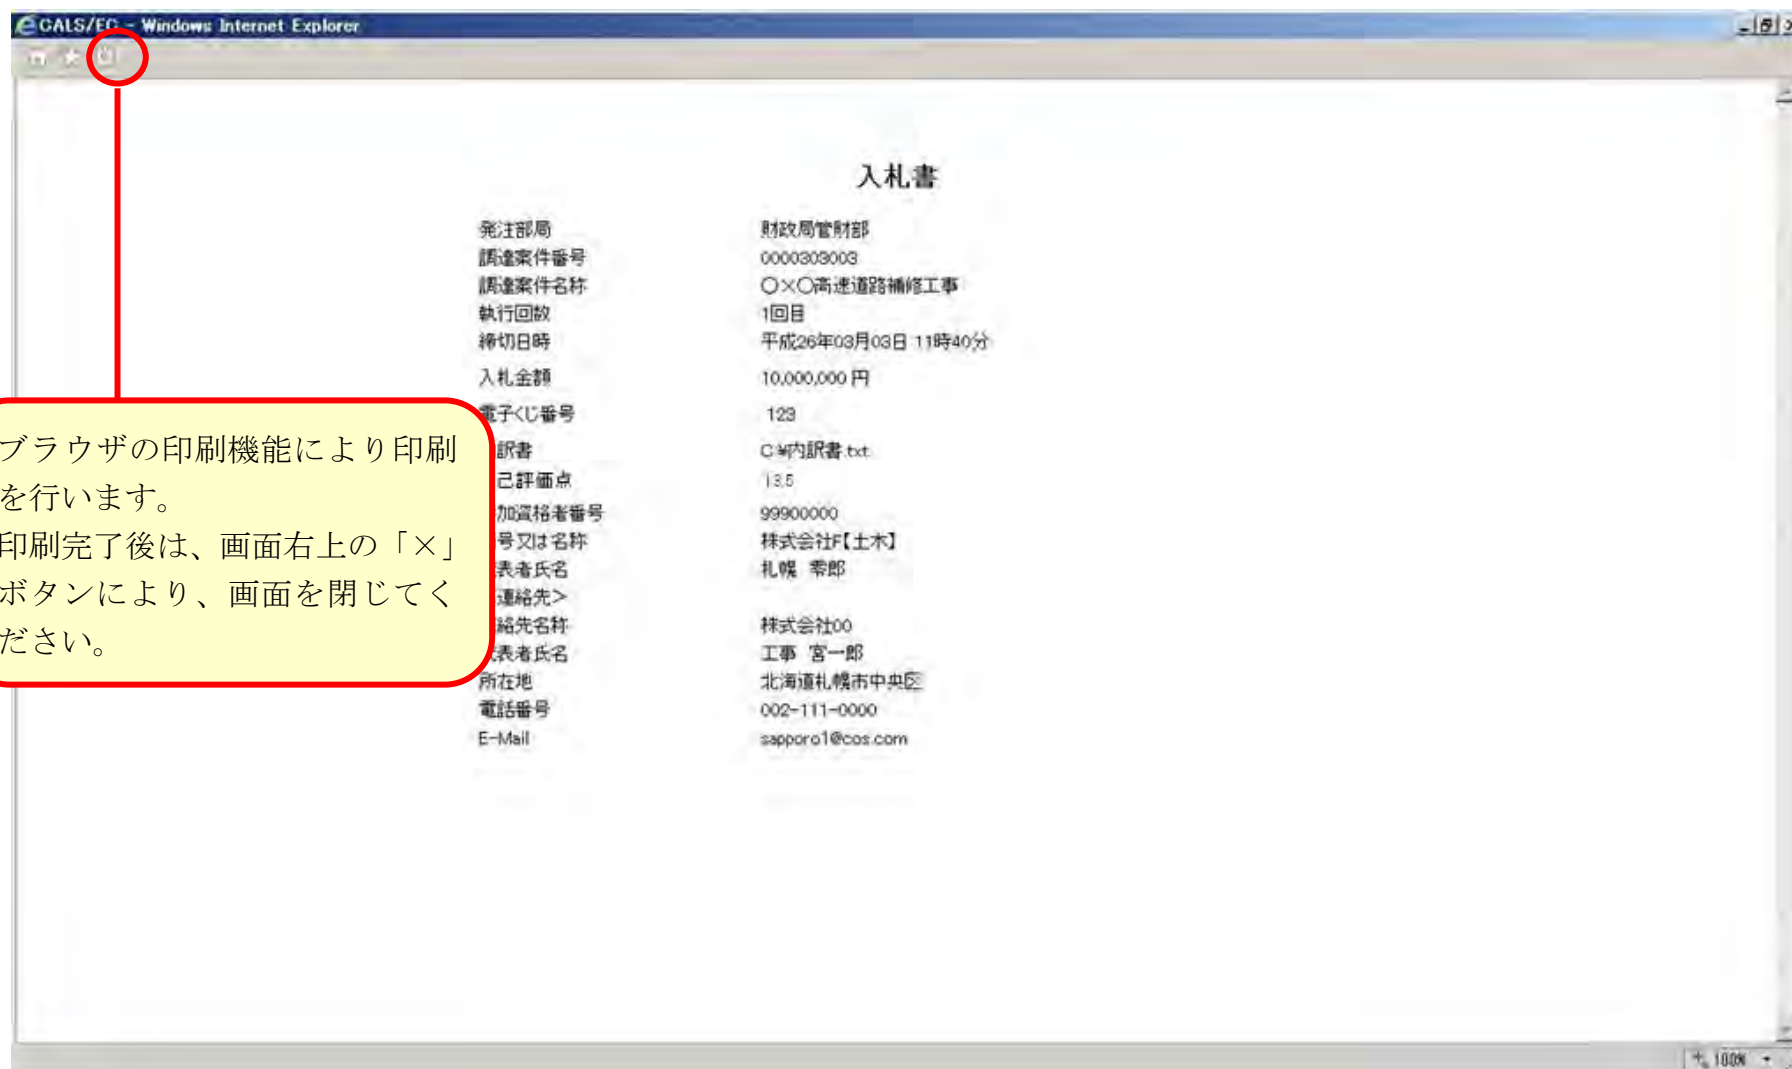 CALS/EC - Windows Internet Explorer
入札書
発注部局 財政局管財部
調達案件番号 0000303003
調達案件名称 〇×〇高速道路補修工事
執行回数 1回目
締切日時 平成26年03月03日 11時40分
入札金額 10,000,000 円
電子くじ番号 123
訳書 C:¥内訳書.txt
己評価点 13.5
加資格者番号 99900000
号又は名称 株式会社F【土木】
表者氏名 札幌 零郎
連絡先>
絡先名称 株式会社00
表者氏名 工事 宮一郎
所在地 北海道札幌市中央区
電話番号 002-111-0000
E-Mail sapporo1@cos.com
ブラウザの印刷機能により印刷
を行います。
印刷完了後は、画面右上の「×」
ボタンにより、画面を閉じてく
ださい。
100%